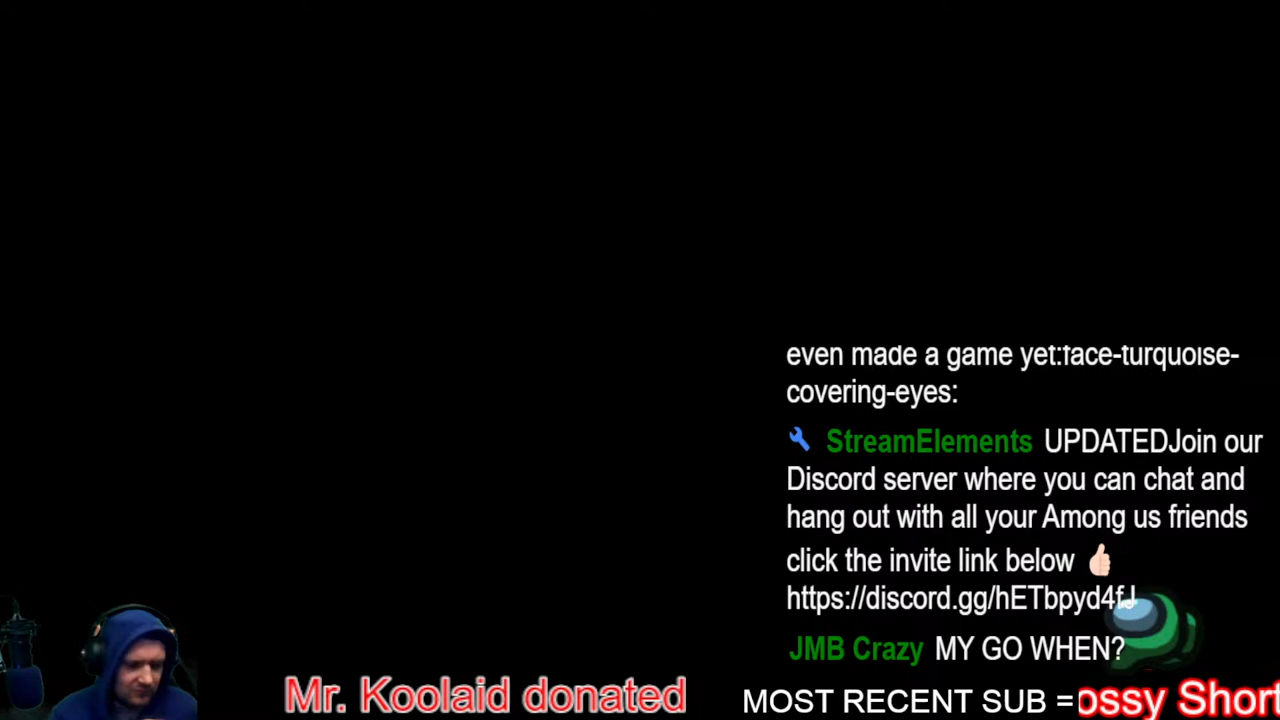 even made a game yet:face-turquoise-
covering-eyes:
StreamElements UPDATEDJoin our
Discord server where you can chat and
hang out with all your Among us friends
click the invite link below 👍🏻
https://discord.gg/hETbpyd4fJ
JMB Crazy MY GO WHEN?
Mr. Koolaid donated
MOST RECENT SUB = ossy Short